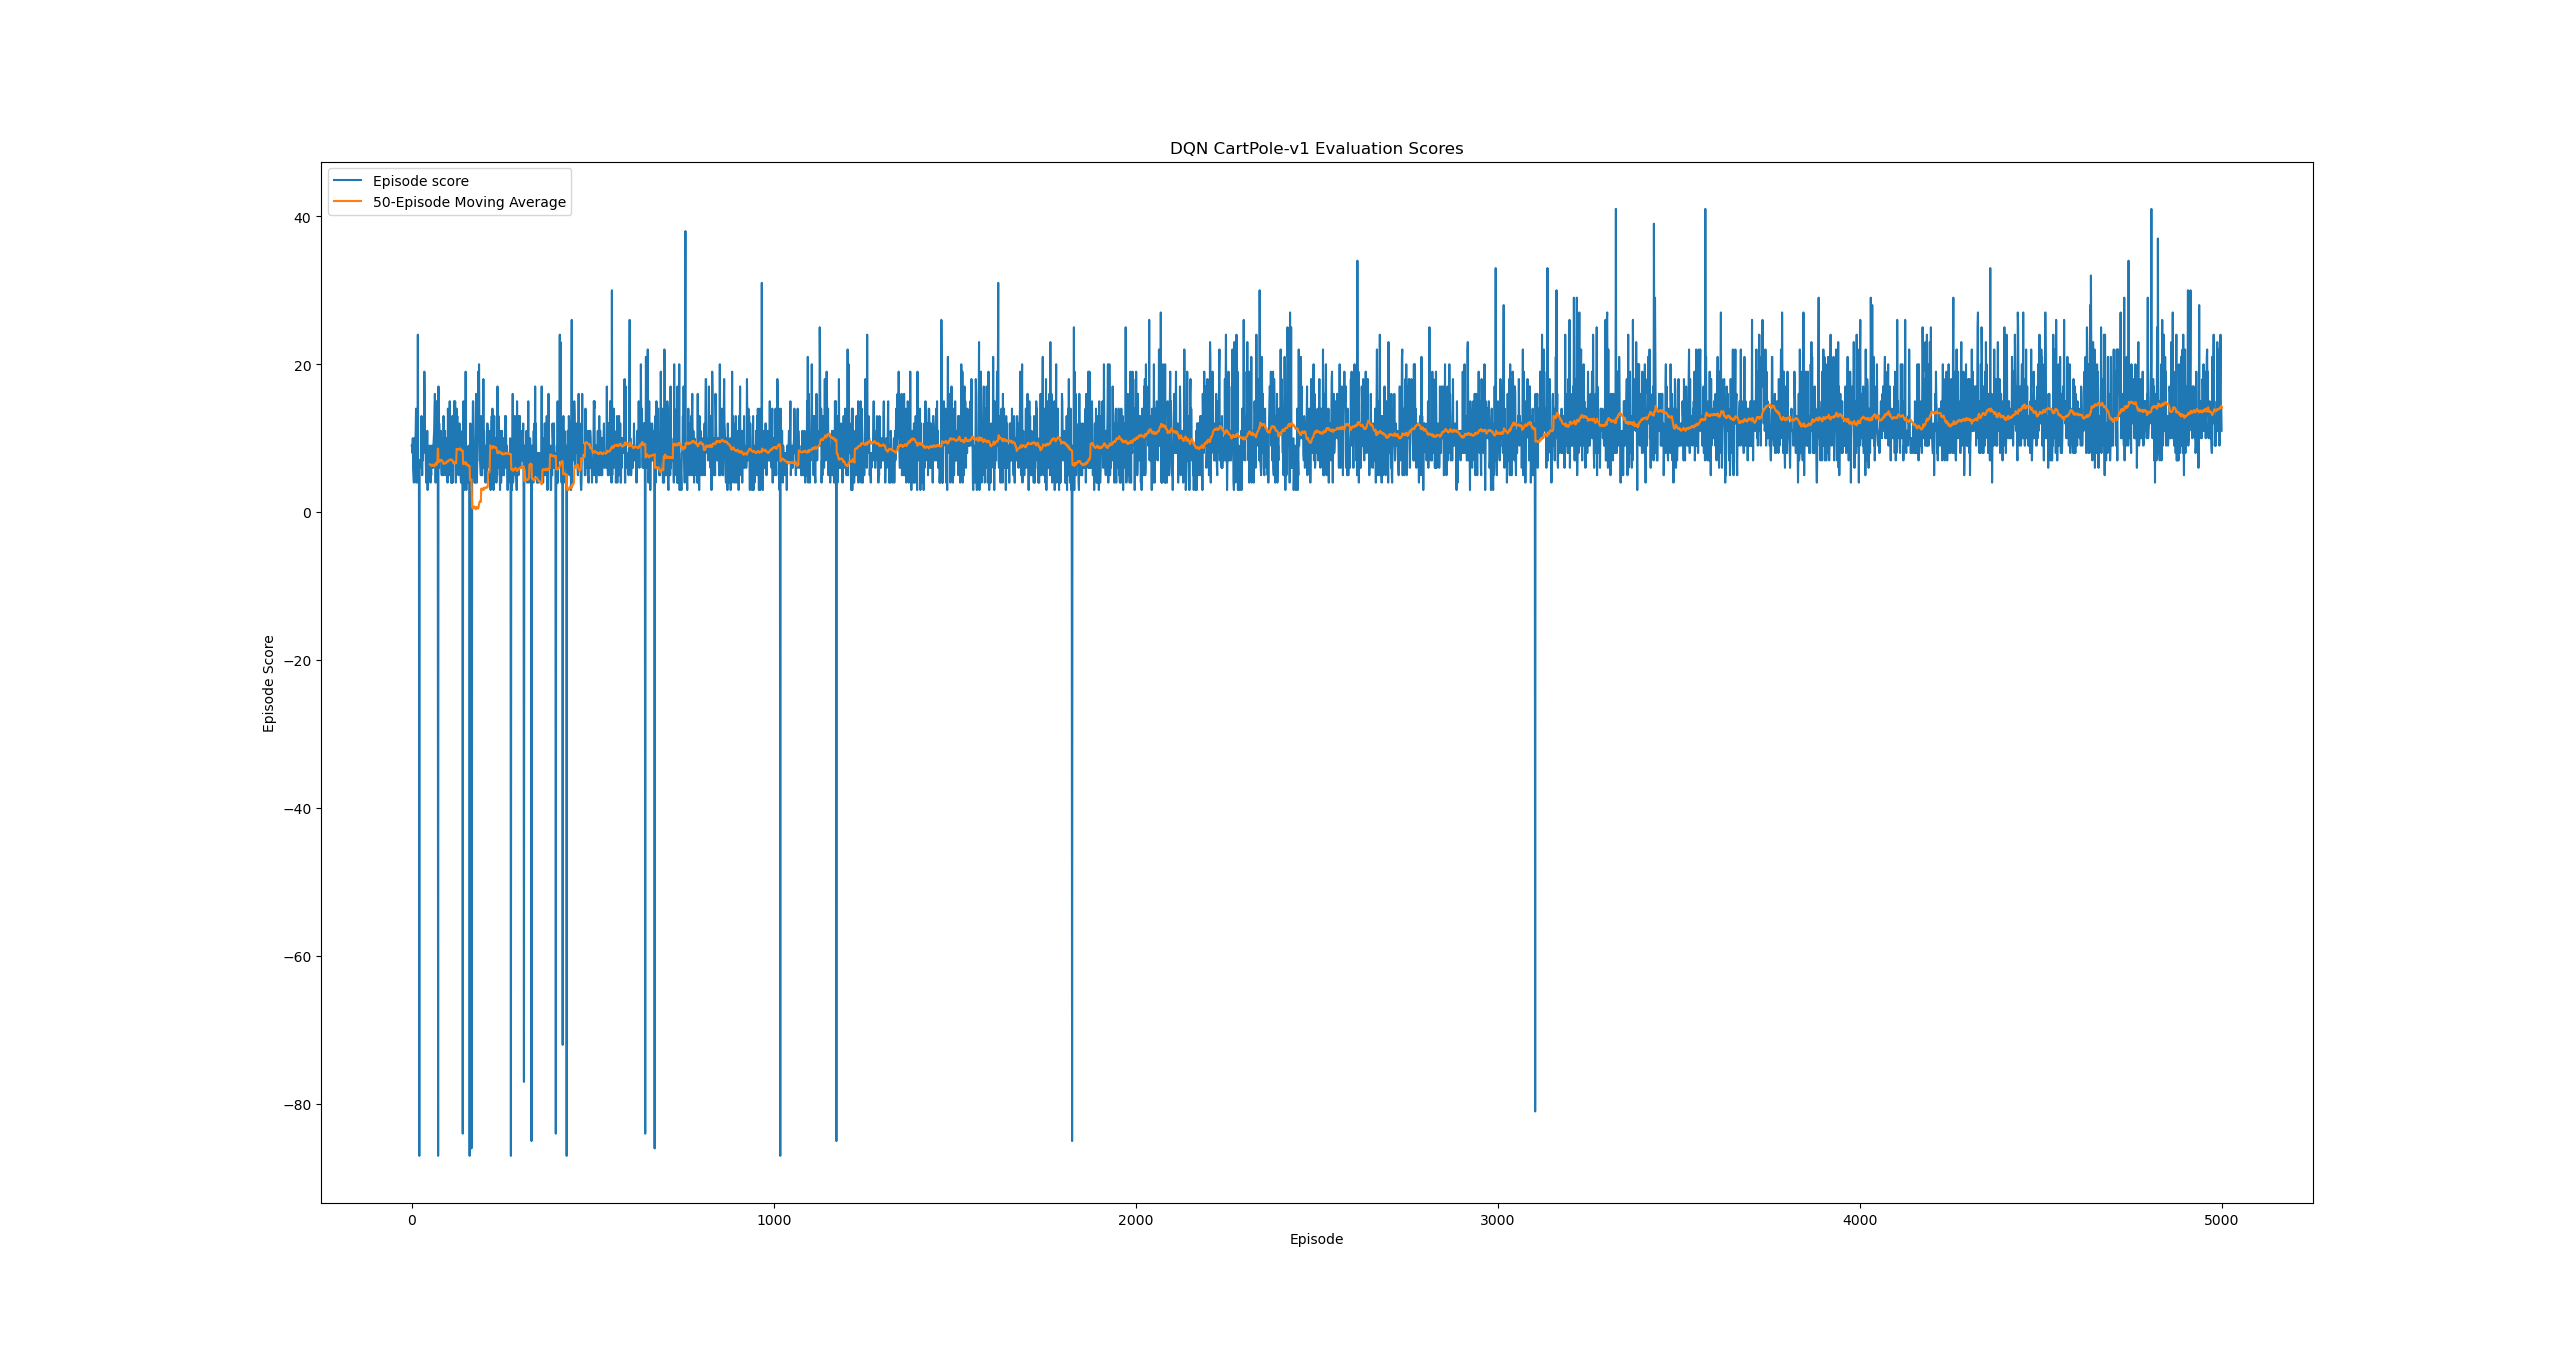 DQN CartPole-v1 Evaluation Scores
Episode score
50-Episode Moving Average
40
20
0
−20
−40
−60
−80
Episode Score
0 1000 2000 3000 4000 5000
Episode